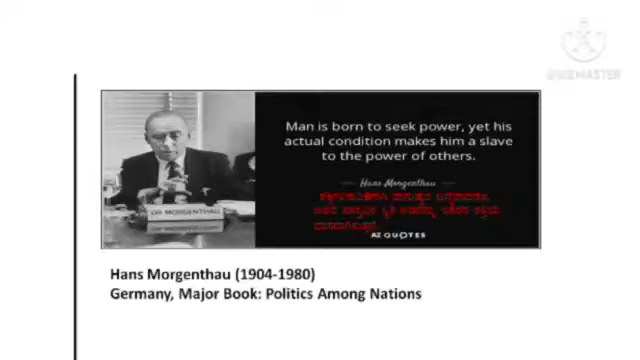 KINEMASTER
Man is born to seek power, yet his
actual condition makes him a slave
to the power of others.
Hans Morgenthau
DR MORGENTHAU
AZ QUOTES
Hans Morgenthau (1904-1980)
Germany, Major Book: Politics Among Nations